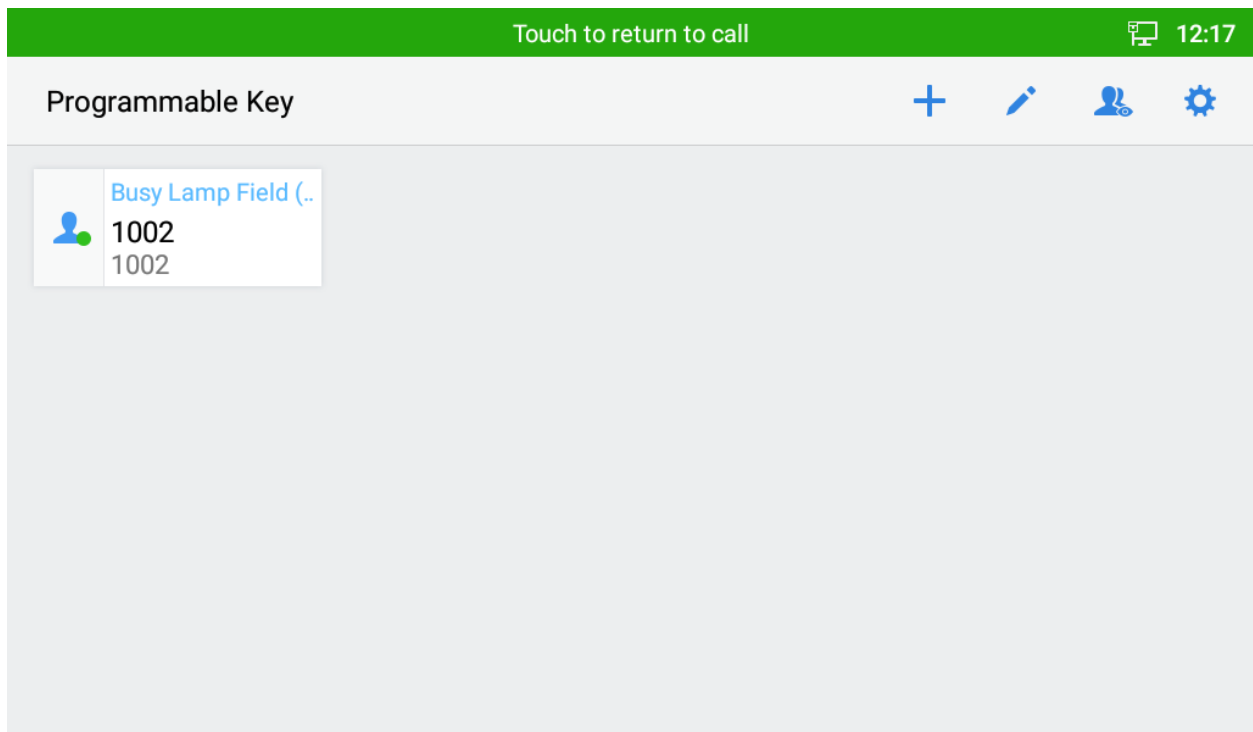 Touch to return to call
12:17
Programmable Key
Busy Lamp Field (..
1002
1002